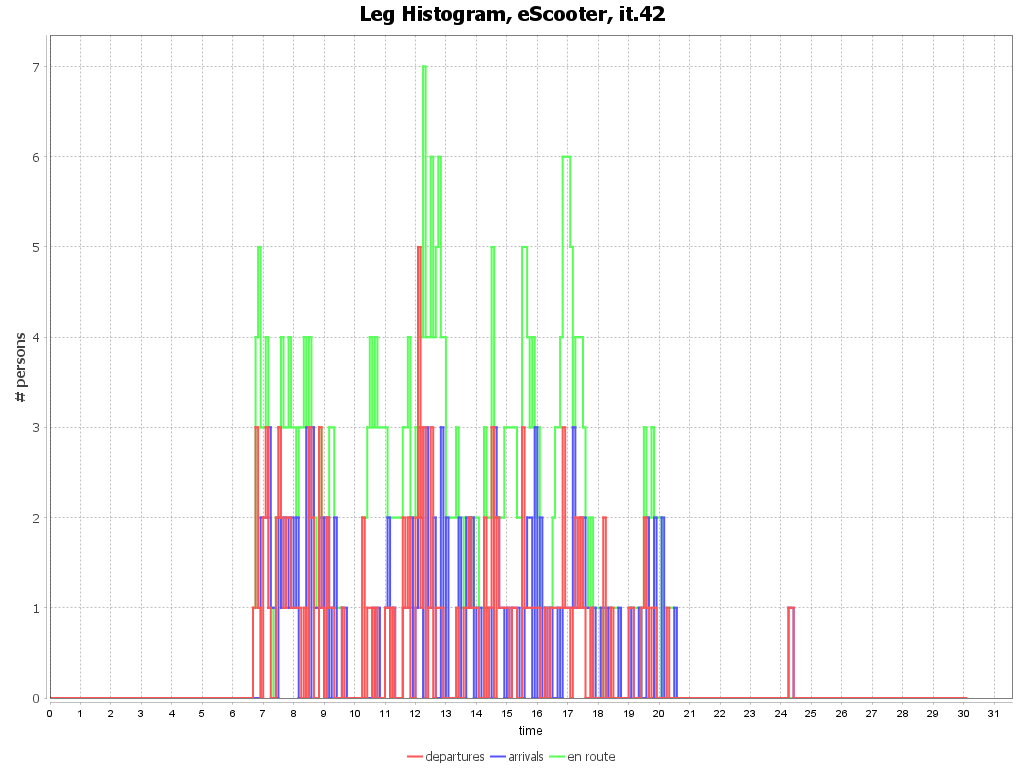 Leg Histogram, eScooter, it.42
# persons
7
6
5
4
3
2
1
0
0 1 2 3 4 5 6 7 8 9 10 11 12 13 14 15 16 17 18 19 20 21 22 23 24 25 26 27 28 29 30 31
time
departures arrivals en route